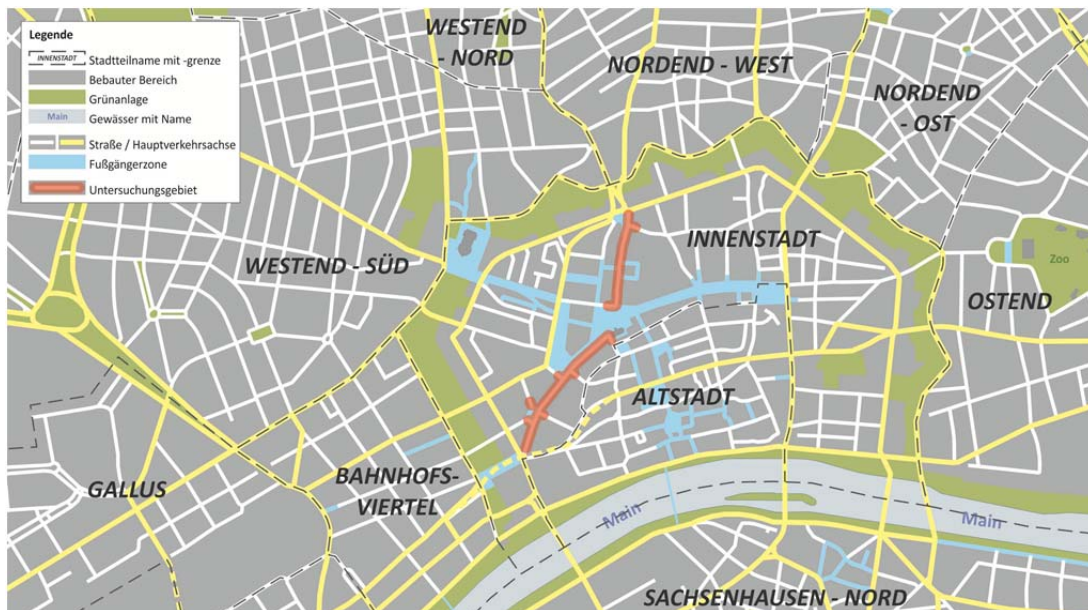 Legende
INNENSTADT
Stadtteilname mit -grenze
Bebauter Bereich
Grünanlage
Main
Gewässer mit Name
Straße / Hauptverkehrsachse
Fußgängerzone
Untersuchungsgebiet
WESTEND
- NORD
NORDEND - WEST
NORDEND
- OST
WESTEND - SÜD
INNENSTADT
Zoo
OSTEND
ALTSTADT
GALLUS
BAHNHOFS-
VIERTEL
Main
Main
SACHSENHAUSEN - NORD